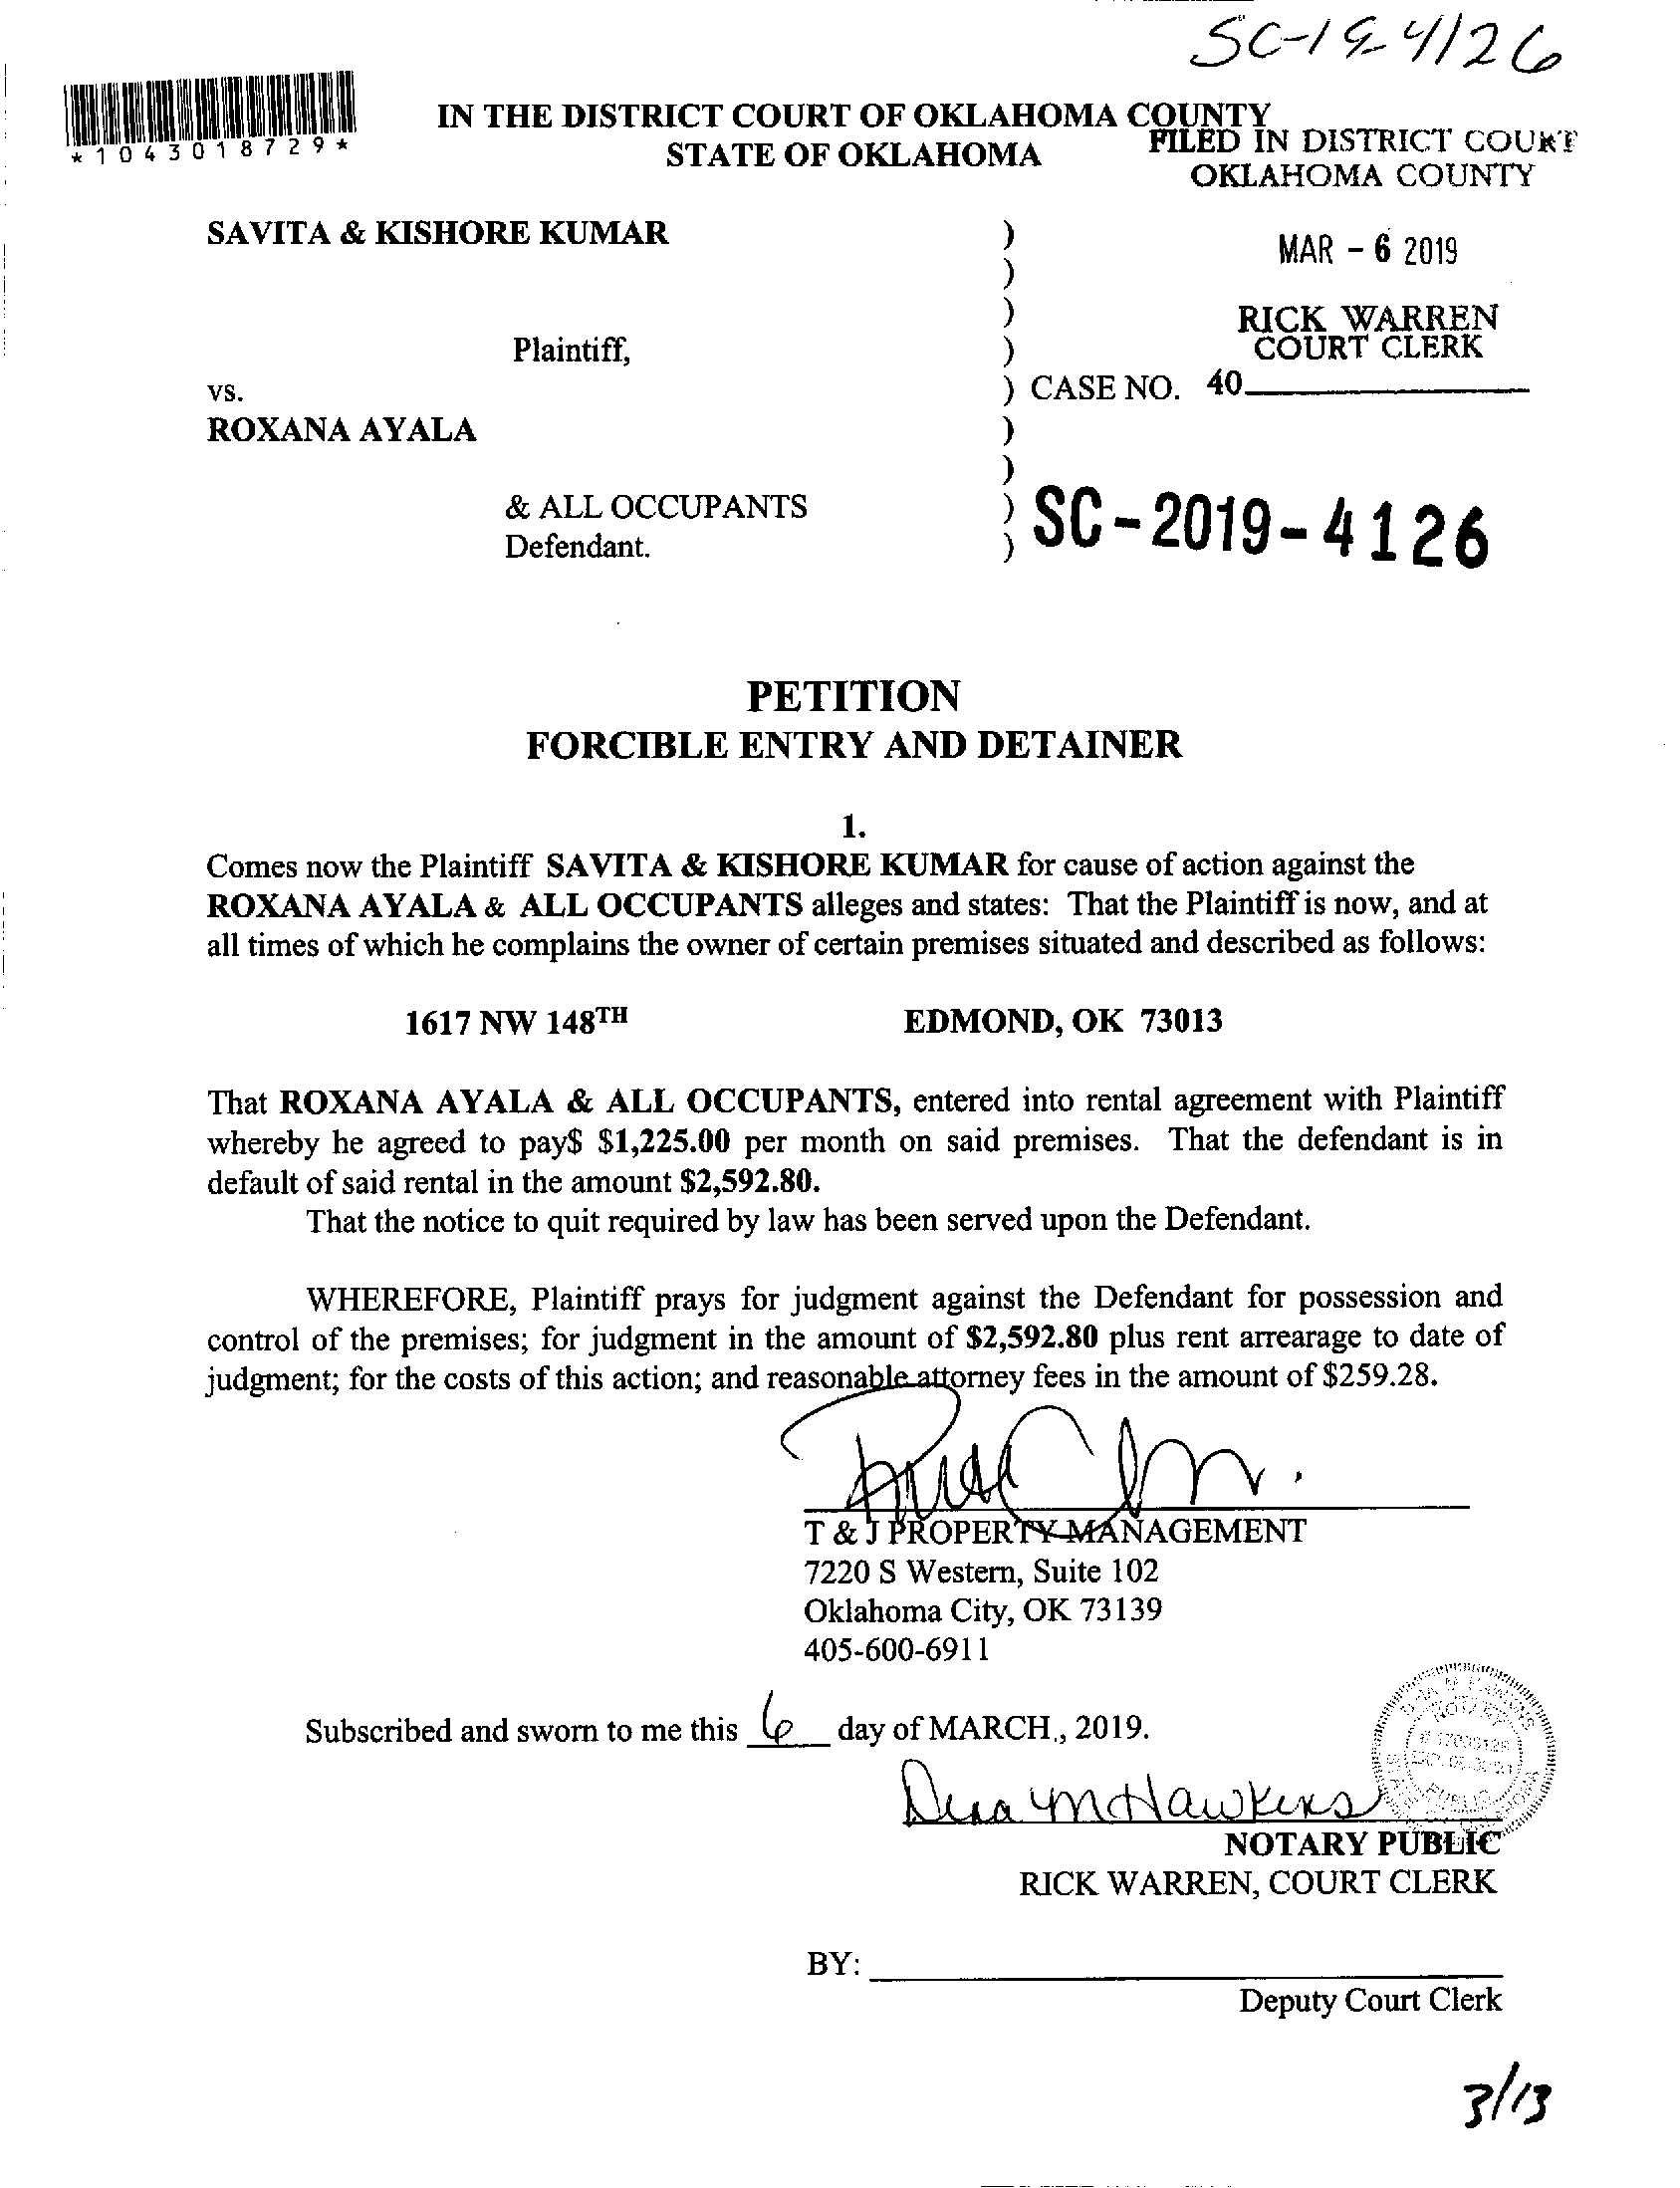 SC-19-4126
*1043018729*
IN THE DISTRICT COURT OF OKLAHOMA COUNTY
STATE OF OKLAHOMA
FILED IN DISTRICT COURT
OKLAHOMA COUNTY
MAR - 6 2019
RICK WARREN
COURT CLERK
40
SAVITA & KISHORE KUMAR )
)
)
Plaintiff, )
vs. ) CASE NO.
ROXANA AYALA )
)
& ALL OCCUPANTS ) SC-2019-4126
Defendant. )
PETITION
FORCIBLE ENTRY AND DETAINER
1.
Comes now the Plaintiff SAVITA & KISHORE KUMAR for cause of action against the
ROXANA AYALA & ALL OCCUPANTS alleges and states: That the Plaintiff is now, and at
all times of which he complains the owner of certain premises situated and described as follows:
1617 NW 148TH EDMOND, OK 73013
That ROXANA AYALA & ALL OCCUPANTS, entered into rental agreement with Plaintiff
whereby he agreed to pay$ $1,225.00 per month on said premises. That the defendant is in
default of said rental in the amount $2,592.80.
That the notice to quit required by law has been served upon the Defendant.
WHEREFORE, Plaintiff prays for judgment against the Defendant for possession and
control of the premises; for judgment in the amount of $2,592.80 plus rent arrearage to date of
judgment; for the costs of this action; and reasonable attorney fees in the amount of $259.28.
T & J PROPERTY MANAGEMENT
7220 S Western, Suite 102
Oklahoma City, OK 73139
405-600-6911
Subscribed and sworn to me this 6 day of MARCH., 2019.
NOTARY PUBLIC
RICK WARREN, COURT CLERK
BY:
Deputy Court Clerk
3/13